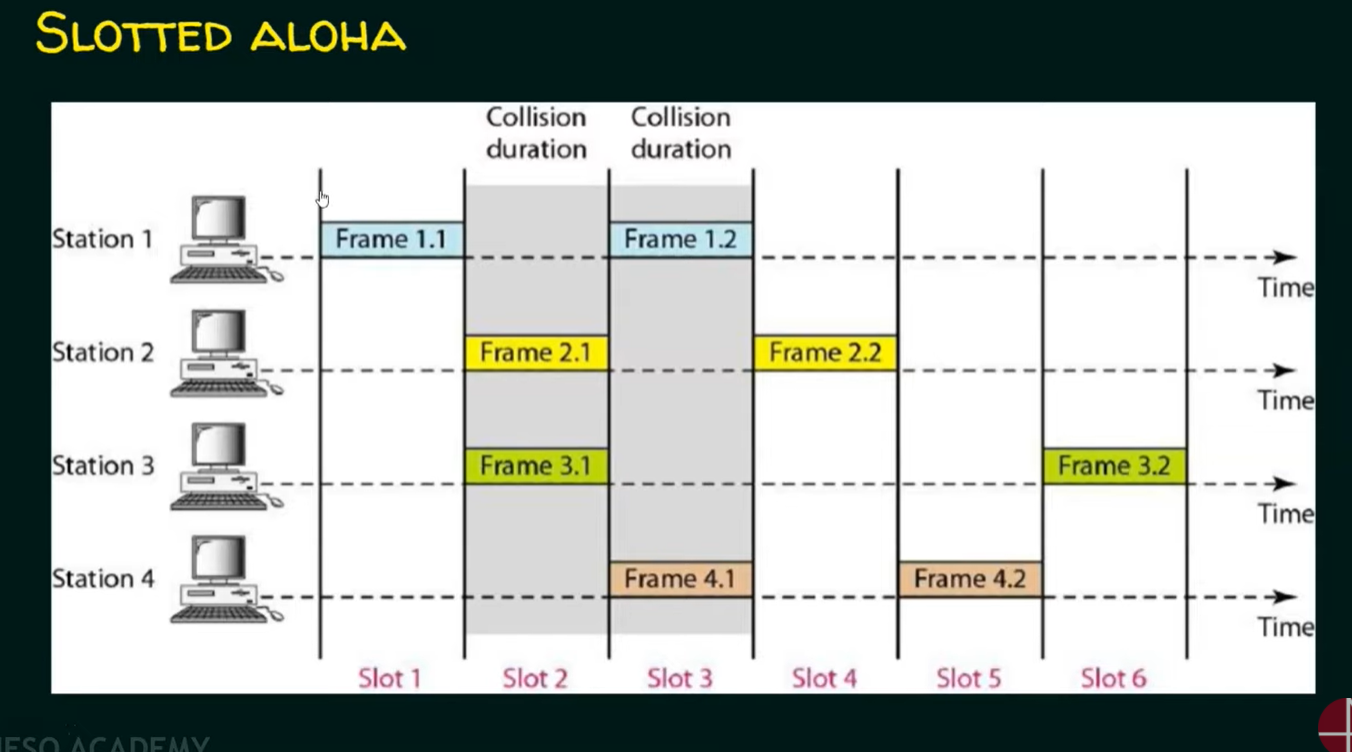 SLOTTED ALOHA
Collision Collision
duration duration
Station 1 Frame 1.1 Frame 1.2
Time
Station 2 Frame 2.1 Frame 2.2
Time
Station 3 Frame 3.1 Frame 3.2
Time
Station 4 Frame 4.1 Frame 4.2
Time
Slot 1 Slot 2 Slot 3 Slot 4 Slot 5 Slot 6
ACADEMY